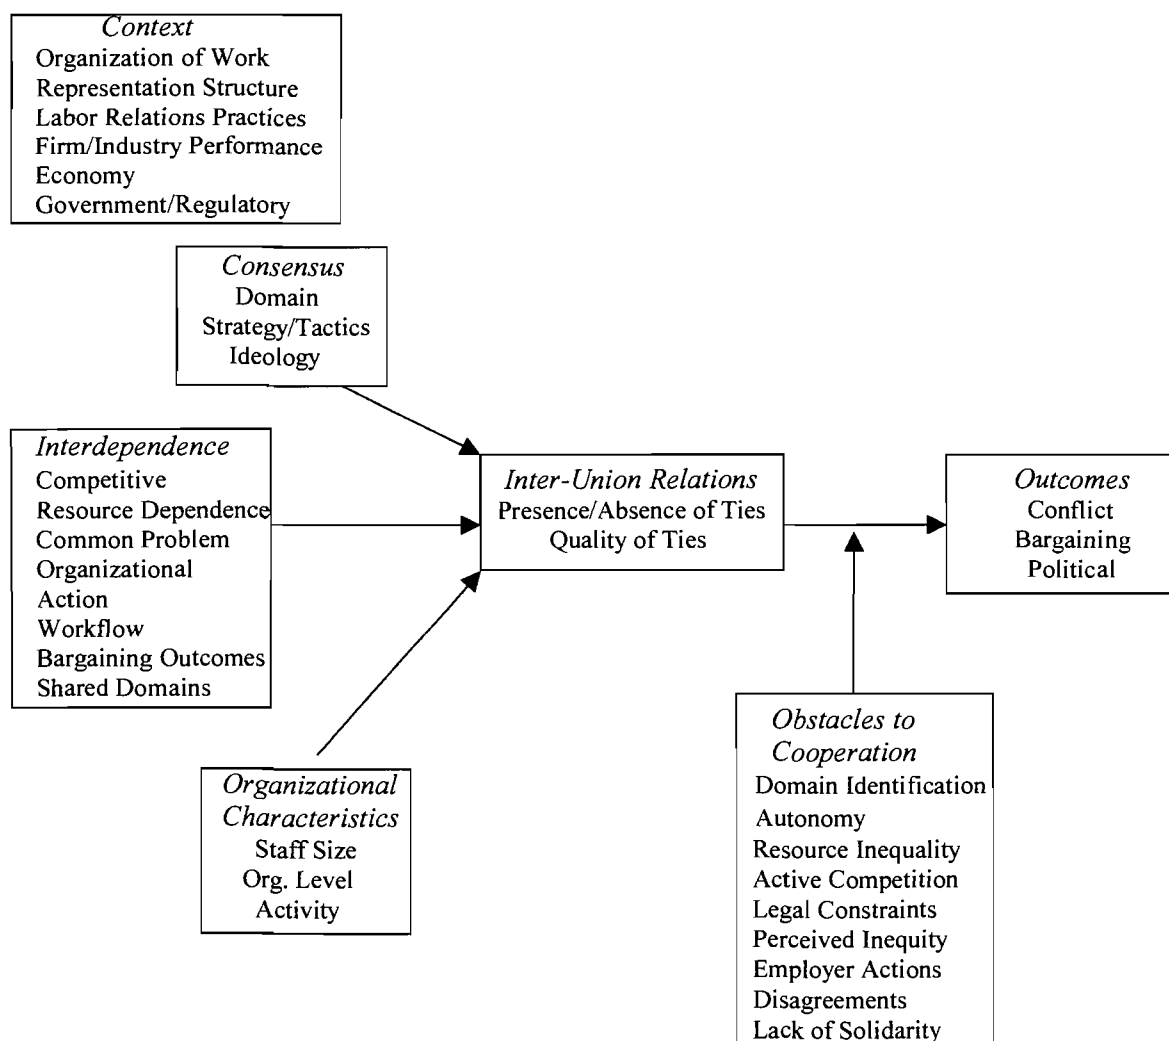 Context
Organization of Work
Representation Structure
Labor Relations Practices
Firm/Industry Performance
Economy
Government/Regulatory
Consensus
Domain
Strategy/Tactics
Ideology
Interdependence
Competitive
Resource Dependence
Common Problem
Organizational
Action
Workflow
Bargaining Outcomes
Shared Domains
Inter-Union Relations
Presence/Absence of Ties
Quality of Ties
Outcomes
Conflict
Bargaining
Political
Organizational
Characteristics
Staff Size
Org. Level
Activity
Obstacles to
Cooperation
Domain Identification
Autonomy
Resource Inequality
Active Competition
Legal Constraints
Perceived Inequity
Employer Actions
Disagreements
Lack of Solidarity